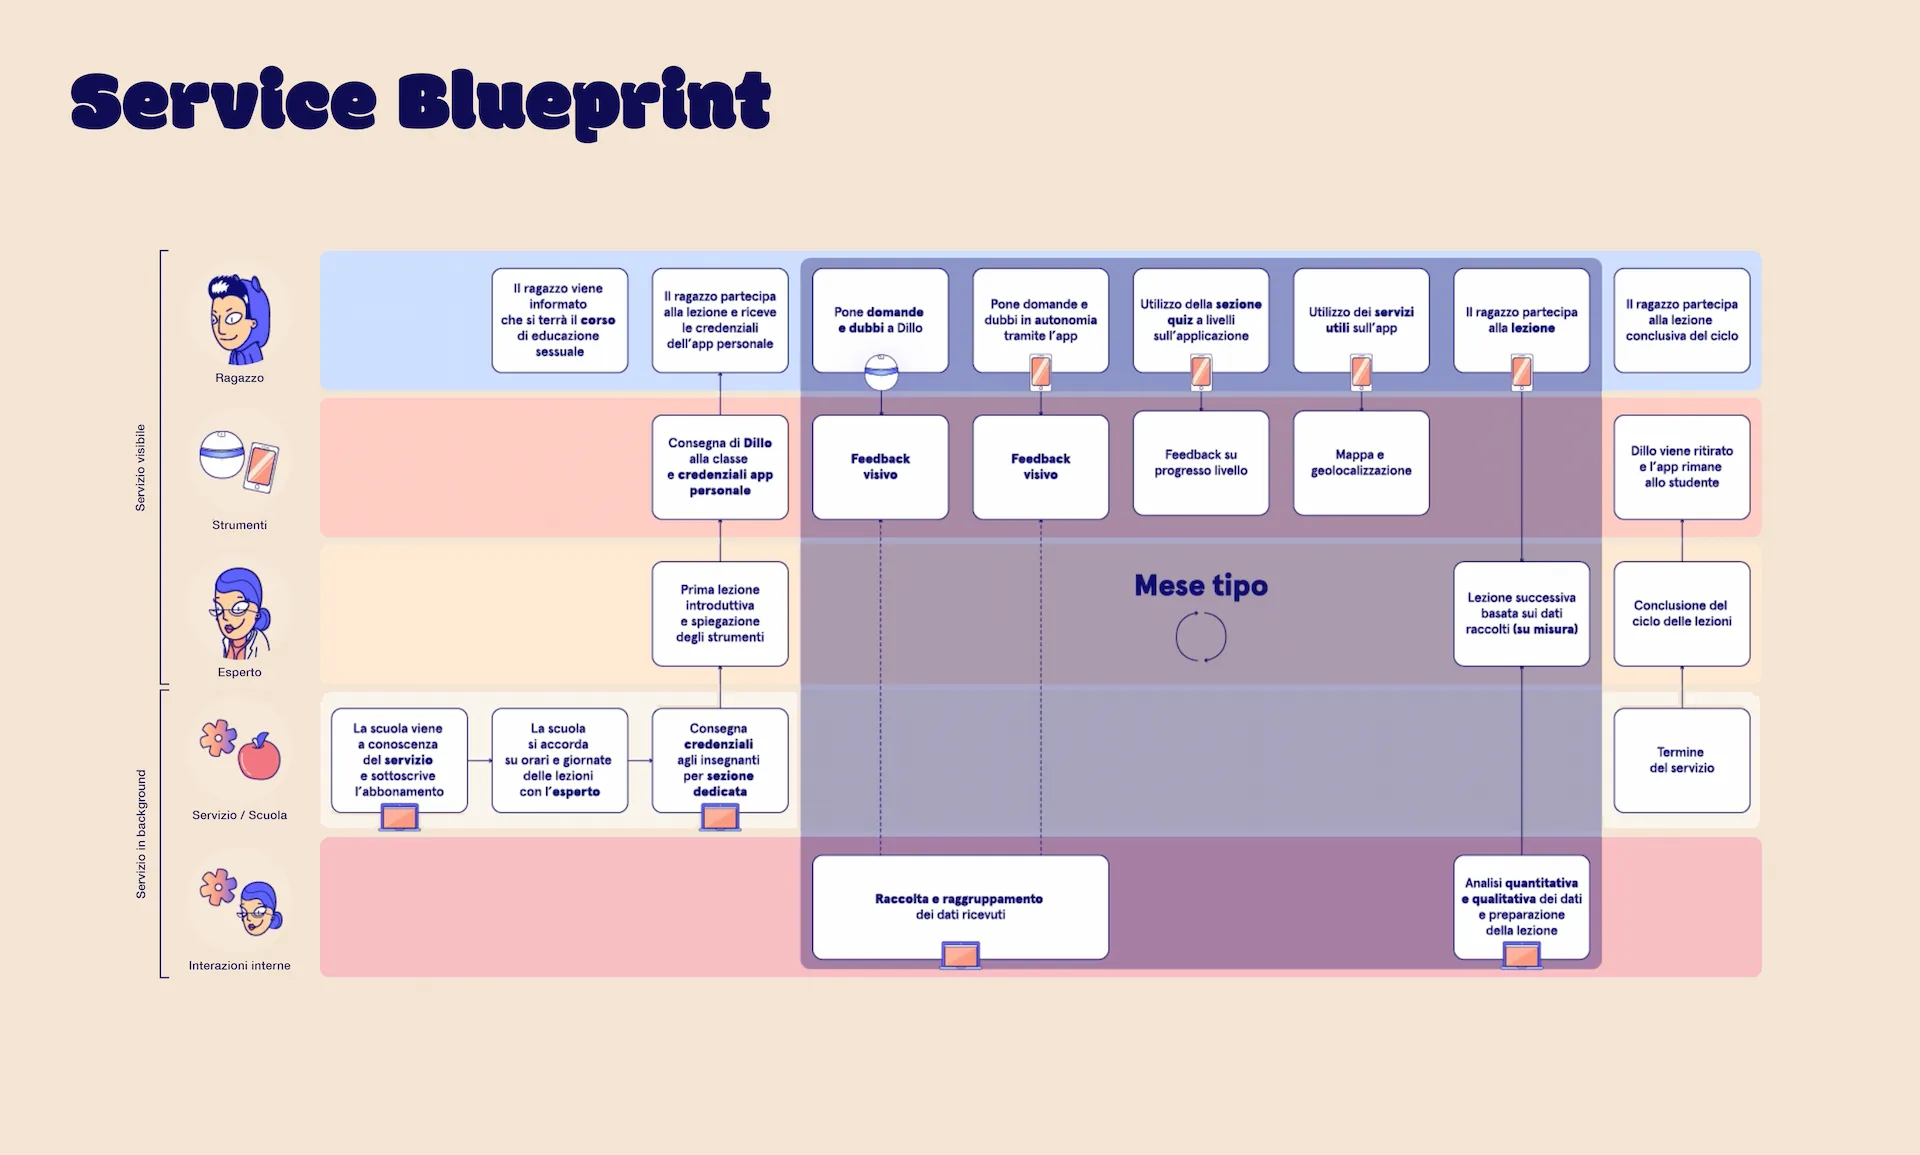 Service Blueprint
Servizio visibile
Servizio in background
Ragazzo
Il ragazzo viene
informato
che si terrà il corso
di educazione
sessuale
Il ragazzo partecipa
alla lezione e riceve
le credenziali
dell'app personale
Pone domande
e dubbi a Dillo
Pone domande e
dubbi in autonomia
tramite l'app
Utilizzo della sezione
quiz a livelli
sull'applicazione
Utilizzo dei servizi
utili sull'app
Il ragazzo partecipa
alla lezione
Il ragazzo partecipa
alla lezione
conclusiva del ciclo
Strumenti
Consegna di Dillo
alla classe
e credenziali app
personale
Feedback
visivo
Feedback
visivo
Feedback su
progresso livello
Mappa e
geolocalizzazione
Dillo viene ritirato
e l'app rimane
allo studente
Esperto
Prima lezione
introduttiva
e spiegazione
degli strumenti
Mese tipo
Lezione successiva
basata sui dati
raccolti (su misura)
Conclusione del
ciclo delle lezioni
Servizio / Scuola
La scuola viene
a conoscenza
del servizio
e sottoscrive
l'abbonamento
La scuola
si accorda
su orari e giornate
delle lezioni
con l'esperto
Consegna
credenziali
agli insegnanti
per sezione
dedicata
Termine
del servizio
Interazioni interne
Raccolta e raggruppamento
dei dati ricevuti
Analisi quantitativa
e qualitativa dei dati
e preparazione
della lezione